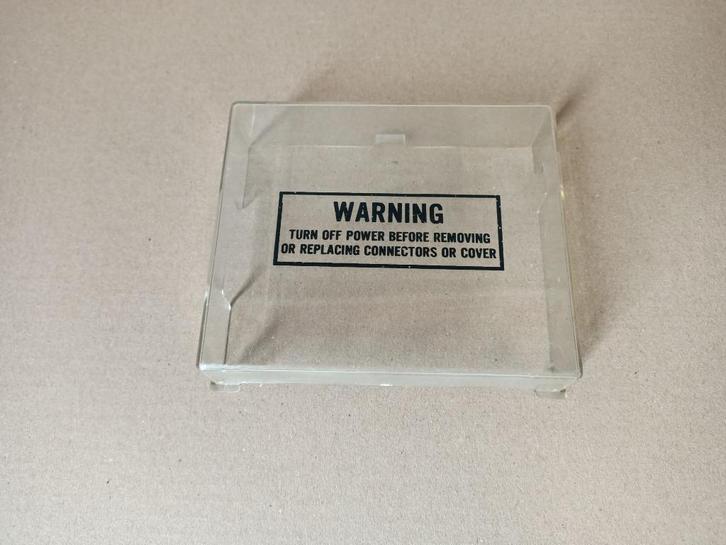 WARNING
TURN OFF POWER BEFORE REMOVING
OR REPLACING CONNECTORS OR COVER